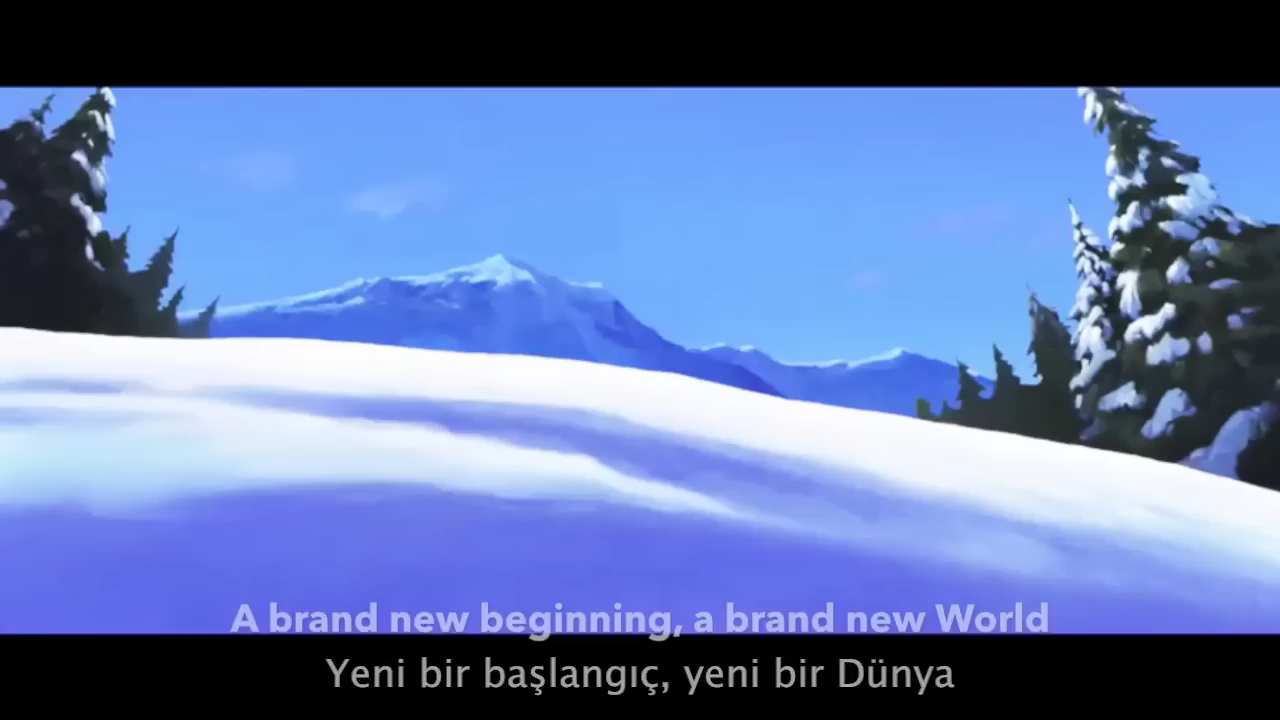 A brand new beginning, a brand new World
Yeni bir başlangıç, yeni bir Dünya